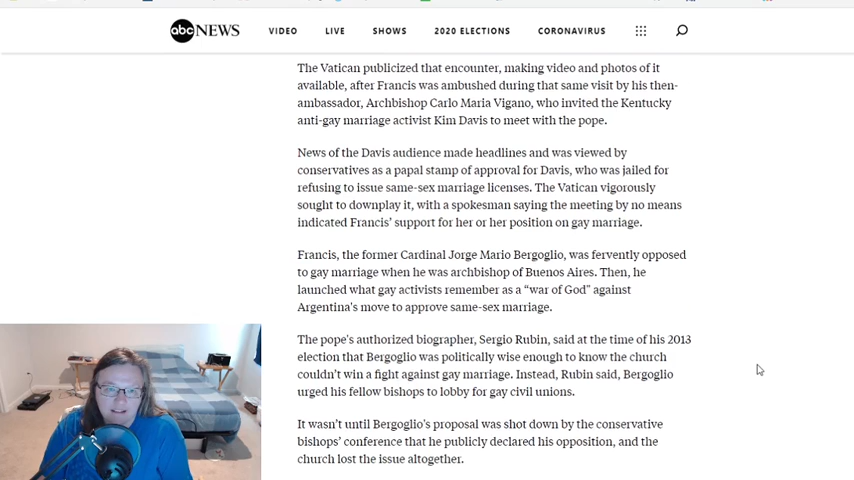 abc NEWS VIDEO LIVE SHOWS 2020 ELECTIONS CORONAVIRUS
The Vatican publicized that encounter, making video and photos of it
available, after Francis was ambushed during that same visit by his then-
ambassador, Archbishop Carlo Maria Vigano, who invited the Kentucky
anti-gay marriage activist Kim Davis to meet with the pope.
News of the Davis audience made headlines and was viewed by
conservatives as a papal stamp of approval for Davis, who was jailed for
refusing to issue same-sex marriage licenses. The Vatican vigorously
sought to downplay it, with a spokesman saying the meeting by no means
indicated Francis’ support for her or her position on gay marriage.
Francis, the former Cardinal Jorge Mario Bergoglio, was fervently opposed
to gay marriage when he was archbishop of Buenos Aires. Then, he
launched what gay activists remember as a “war of God” against
Argentina's move to approve same-sex marriage.
The pope's authorized biographer, Sergio Rubin, said at the time of his 2013
election that Bergoglio was politically wise enough to know the church
couldn’t win a fight against gay marriage. Instead, Rubin said, Bergoglio
urged his fellow bishops to lobby for gay civil unions.
It wasn’t until Bergoglio's proposal was shot down by the conservative
bishops’ conference that he publicly declared his opposition, and the
church lost the issue altogether.